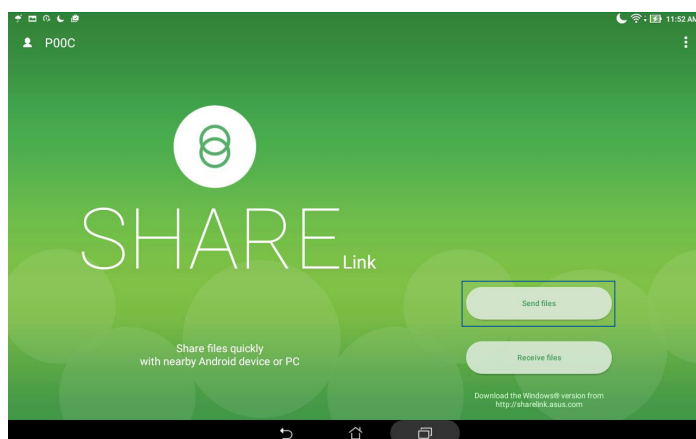 11:52 AM
P00C
SHARE Link
Send files
Share files quickly
with nearby Android device or PC
Receive files
Download the Windows® version from
http://sharelink.asus.com